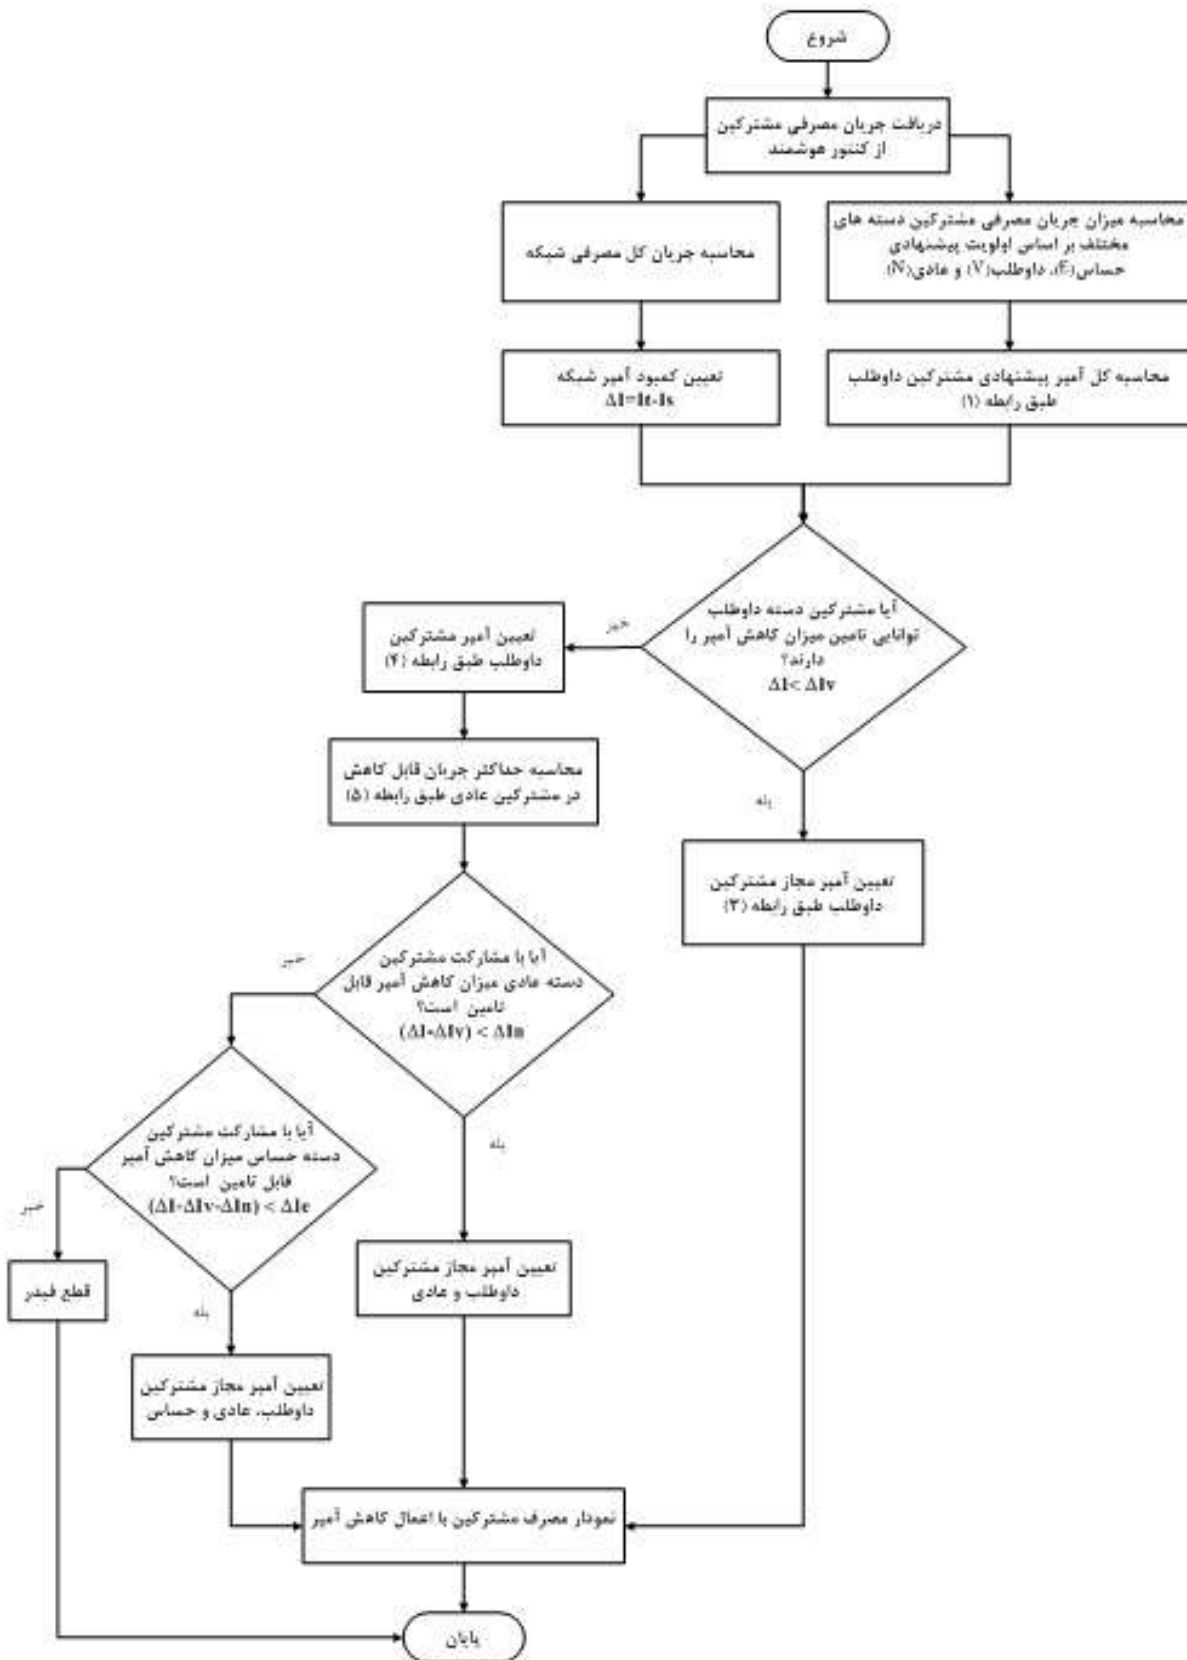 شروع
دریافت جریان مصرفی مشترکین
از کنتور هوشمند
محاسبه میزان جریان مصرفی مشترکین دسته های
مختلف بر اساس اولویت پیشنهادی
حساس(E)، داوطلب(V) و عادی(N).
محاسبه جریان کل مصرفی شبکه
محاسبه کل آمپر پیشنهادی مشترکین داوطلب
طبق رابطه (۱)
تعیین کمبود آمپر شبکه
ΔI=It-Is
آیا مشترکین دسته داوطلب
توانایی تامین میزان کاهش آمپر را
دارند؟
ΔI< ΔIv
خیر
تعیین آمپر مشترکین
داوطلب طبق رابطه (۴)
محاسبه حداکثر جریان قابل کاهش
در مشترکین عادی طبق رابطه (۵)
بله
تعیین آمپر مجاز مشترکین
داوطلب طبق رابطه (۳)
آیا با مشارکت مشترکین
دسته عادی میزان کاهش آمپر قابل
تامین است؟
(ΔI-ΔIv) < ΔIn
خیر
آیا با مشارکت مشترکین
دسته حساس میزان کاهش آمپر
قابل تامین است؟
(ΔI-ΔIv-ΔIn) < ΔIe
بله
خیر
تعیین آمپر مجاز مشترکین
داوطلب و عادی
قطع فیدر
بله
تعیین آمپر مجاز مشترکین
داوطلب، عادی و حساس
نمودار مصرف مشترکین با اعمال کاهش آمپر
پایان